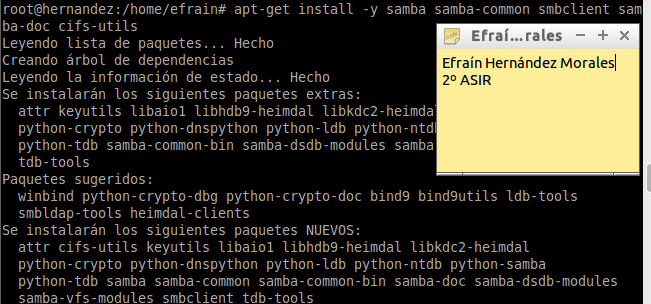 root@hernandez:/home/efrain# apt-get install -y samba samba-common smbclient sam
ba-doc cifs-utils
Leyendo lista de paquetes... Hecho
Creando árbol de dependencias
Leyendo la información de estado... Hecho
Se instalarán los siguientes paquetes extras:
attr keyutils libaio1 libhdb9-heimdal libkdc2-heimdal
python-crypto python-dnspython python-ldb python-ntdb
python-tdb samba-common-bin samba-dsdb-modules samba
tdb-tools
Paquetes sugeridos:
winbind python-crypto-dbg python-crypto-doc bind9 bind9utils ldb-tools
smbldap-tools heimdal-clients
Se instalarán los siguientes paquetes NUEVOS:
attr cifs-utils keyutils libaio1 libhdb9-heimdal libkdc2-heimdal
python-crypto python-dnspython python-ldb python-ntdb python-samba
python-tdb samba samba-common samba-common-bin samba-doc samba-dsdb-modules
samba-vfs-modules smbclient tdb-tools
Efraí...rales
Efraín Hernández Morales
2º ASIR